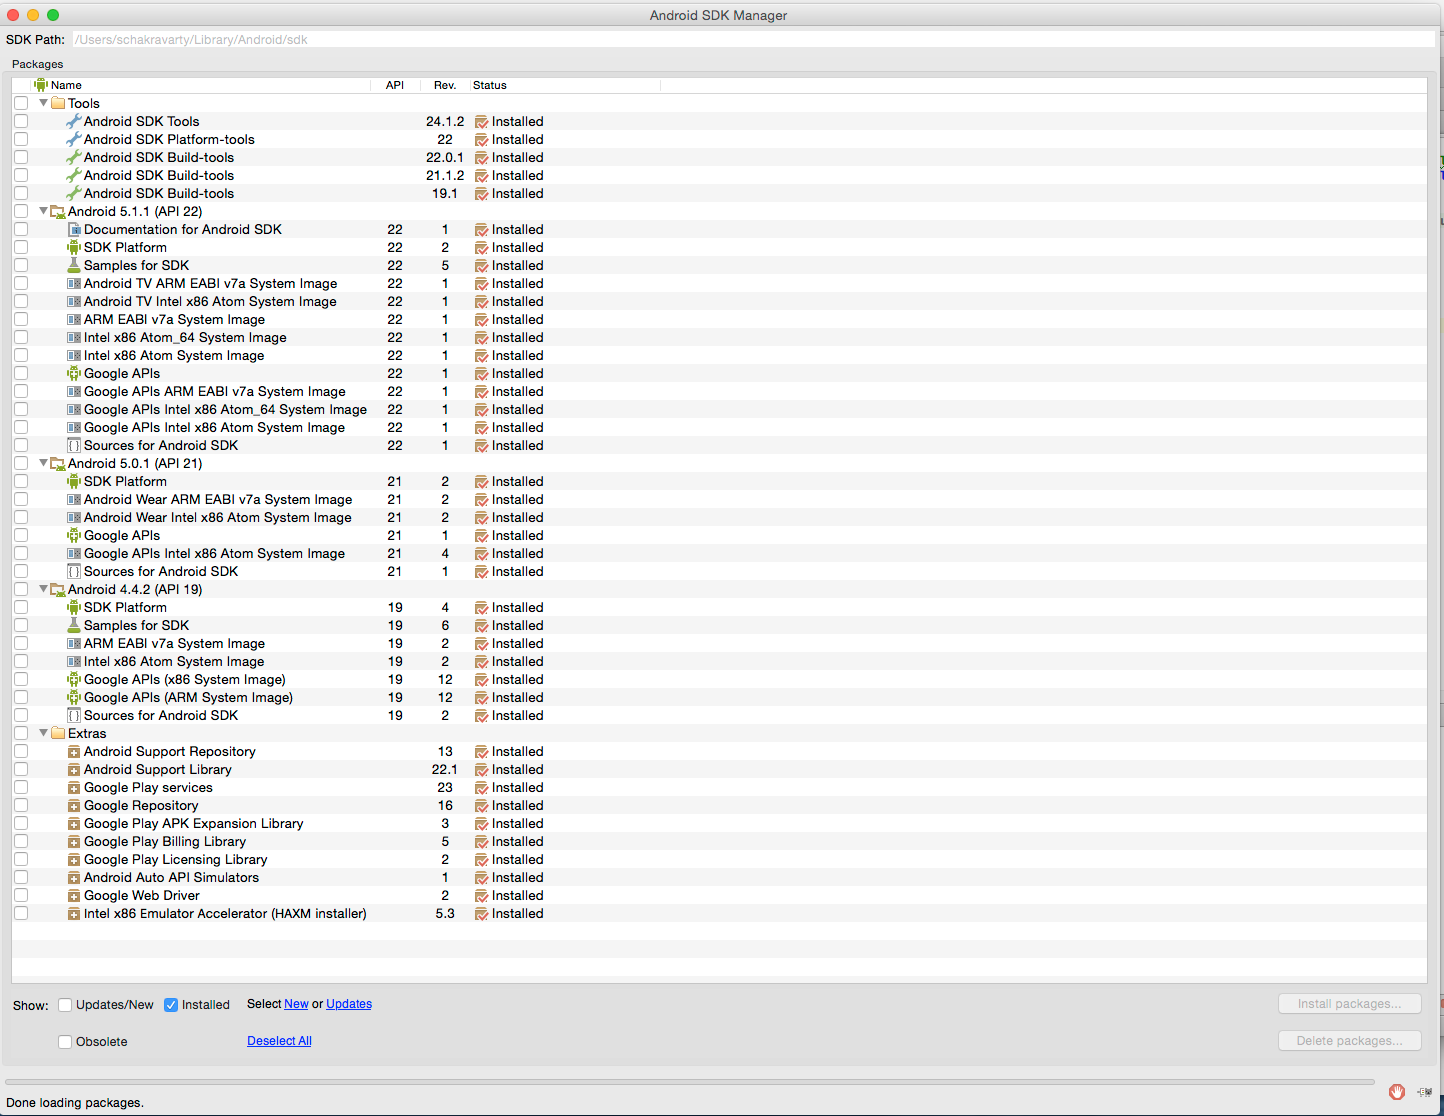 Android SDK Manager
SDK Path: /Users/schakravarty/Library/Android/sdk
Packages
Name API Rev. Status
Tools
Android SDK Tools 24.1.2 Installed
Android SDK Platform-tools 22 Installed
Android SDK Build-tools 22.0.1 Installed
Android SDK Build-tools 21.1.2 Installed
Android SDK Build-tools 19.1 Installed
Android 5.1.1 (API 22)
Documentation for Android SDK 22 1 Installed
SDK Platform 22 2 Installed
Samples for SDK 22 5 Installed
Android TV ARM EABI v7a System Image 22 1 Installed
Android TV Intel x86 Atom System Image 22 1 Installed
ARM EABI v7a System Image 22 1 Installed
Intel x86 Atom_64 System Image 22 1 Installed
Intel x86 Atom System Image 22 1 Installed
Google APIs 22 1 Installed
Google APIs ARM EABI v7a System Image 22 1 Installed
Google APIs Intel x86 Atom_64 System Image 22 1 Installed
Google APIs Intel x86 Atom System Image 22 1 Installed
Sources for Android SDK 22 1 Installed
Android 5.0.1 (API 21)
SDK Platform 21 2 Installed
Android Wear ARM EABI v7a System Image 21 2 Installed
Android Wear Intel x86 Atom System Image 21 2 Installed
Google APIs 21 1 Installed
Google APIs Intel x86 Atom System Image 21 4 Installed
Sources for Android SDK 21 1 Installed
Android 4.4.2 (API 19)
SDK Platform 19 4 Installed
Samples for SDK 19 6 Installed
ARM EABI v7a System Image 19 2 Installed
Intel x86 Atom System Image 19 2 Installed
Google APIs (x86 System Image) 19 12 Installed
Google APIs (ARM System Image) 19 12 Installed
Sources for Android SDK 19 2 Installed
Extras
Android Support Repository 13 Installed
Android Support Library 22.1 Installed
Google Play services 23 Installed
Google Repository 16 Installed
Google Play APK Expansion Library 3 Installed
Google Play Billing Library 5 Installed
Google Play Licensing Library 2 Installed
Android Auto API Simulators 1 Installed
Google Web Driver 2 Installed
Intel x86 Emulator Accelerator (HAXM installer) 5.3 Installed
Show: Updates/New Installed Select New or Updates Install packages...
Obsolete Deselect All Delete packages...
Done loading packages.